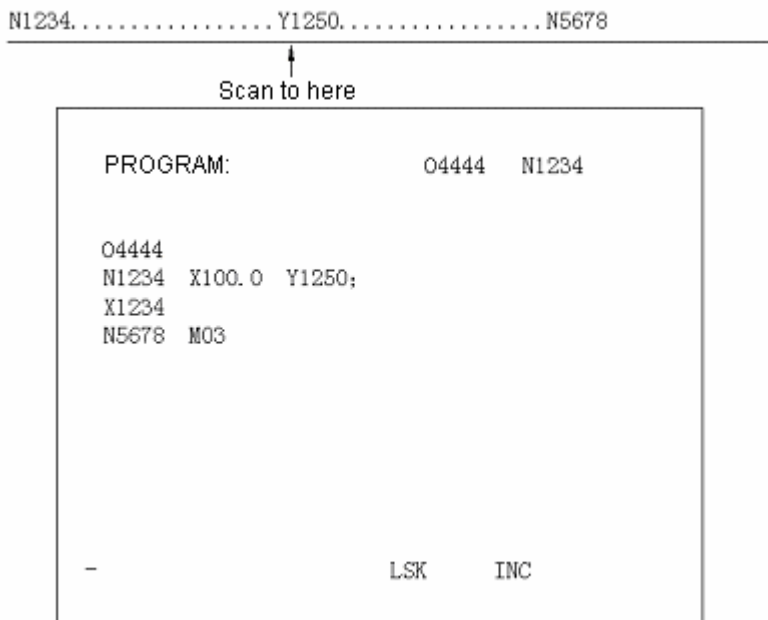 N1234.................Y1250.................N5678
Scan to here
PROGRAM: O4444 N1234
O4444
N1234 X100.0 Y1250;
X1234
N5678 M03
- LSK INC